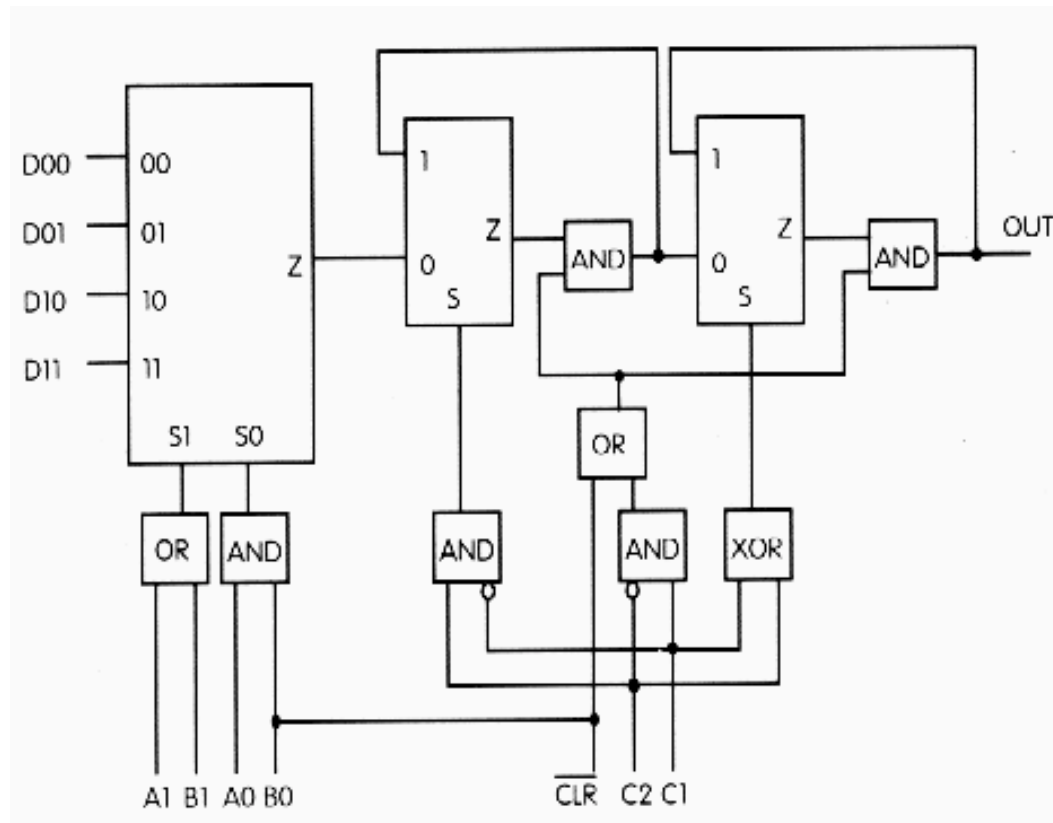 D00 00
D01 01
D10 10
D11 11
Z
S1 S0
1
Z
0
S
AND
1
Z
0
S
AND
OUT
OR
OR AND AND AND XOR
A1 B1 A0 B0 CLR C2 C1